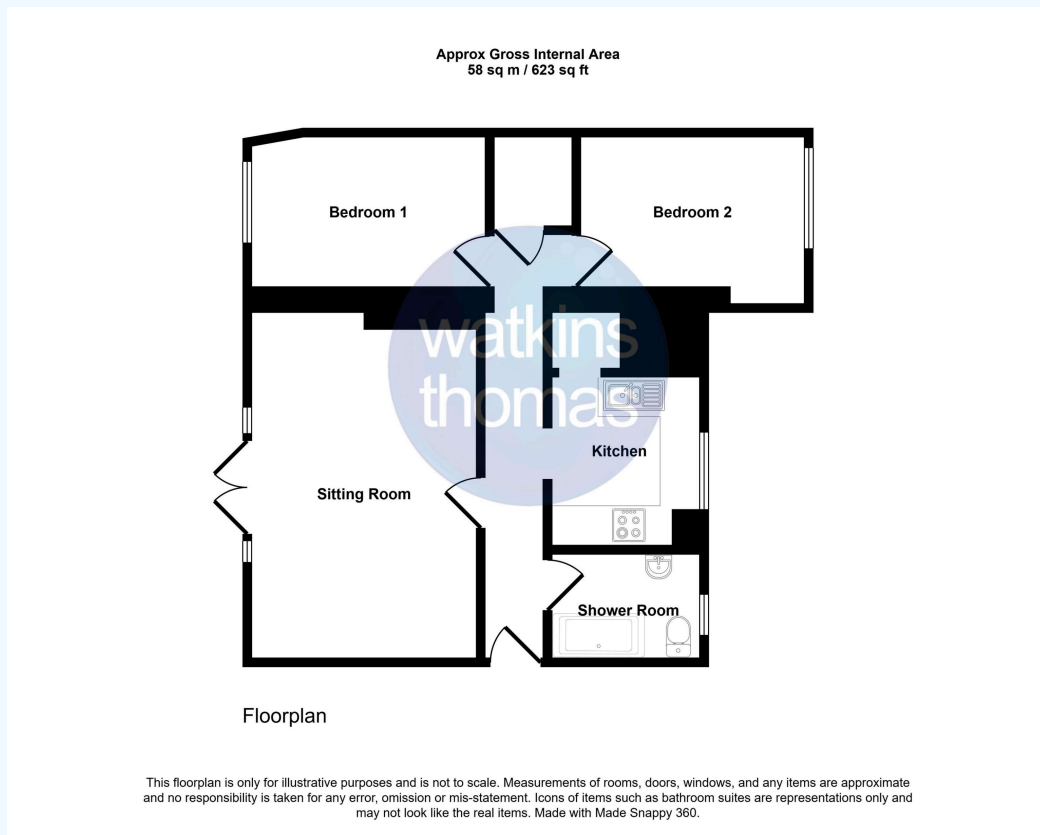 Approx Gross Internal Area
58 sq m / 623 sq ft
Bedroom 1
Bedroom 2
watkins
thomas
Kitchen
Sitting Room
Shower Room
Floorplan
This floorplan is only for illustrative purposes and is not to scale. Measurements of rooms, doors, windows, and any items are approximate
and no responsibility is taken for any error, omission or mis-statement. Icons of items such as bathroom suites are representations only and
may not look like the real items. Made with Made Snappy 360.